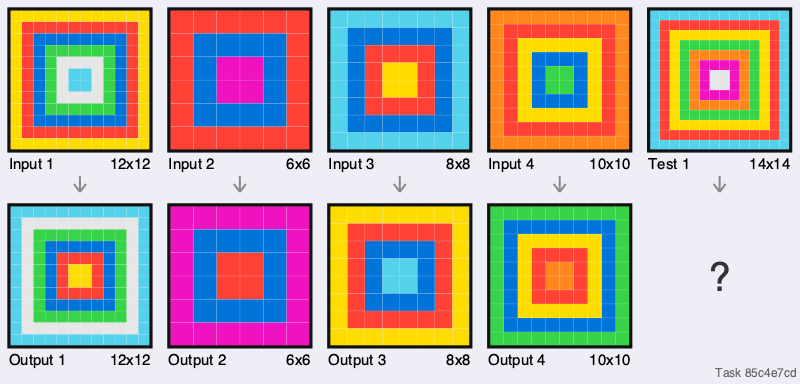 Input 1 12x12
Input 2 6x6
Input 3 8x8
Input 4 10x10
Test 1 14x14
?
Output 1 12x12
Output 2 6x6
Output 3 8x8
Output 4 10x10
Task 85c4e7cd